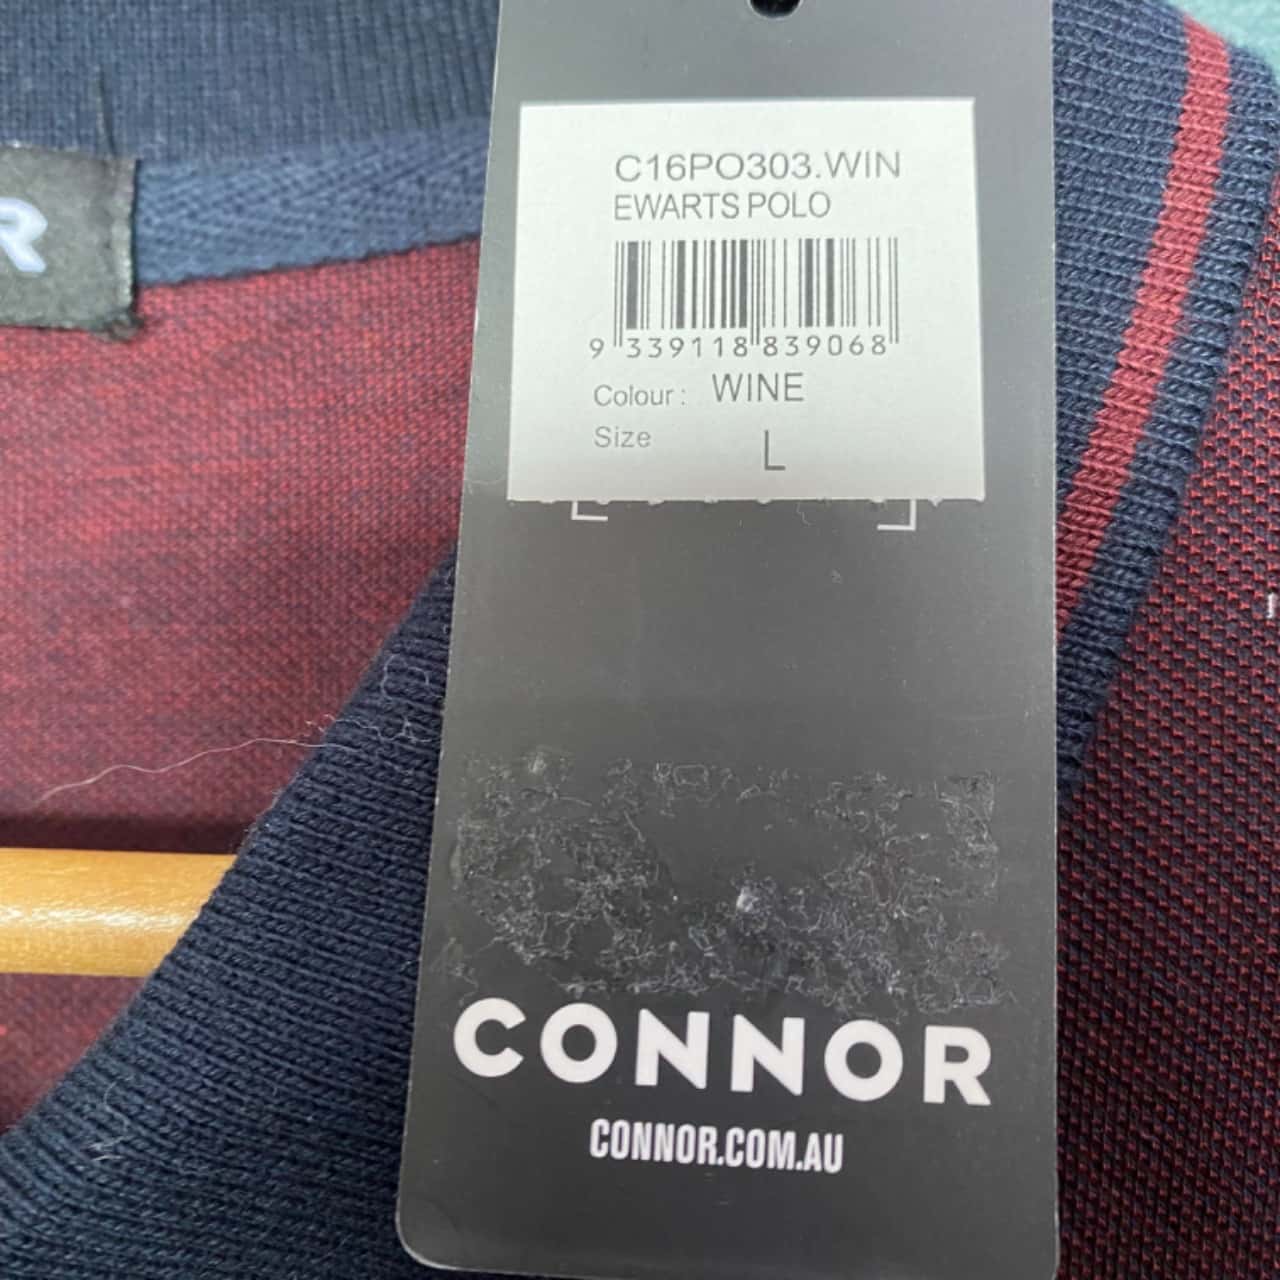 C16PO303.WIN
EWARTS POLO
9 339118 839068
Colour : WINE
Size L
R
CONNOR
CONNOR.COM.AU